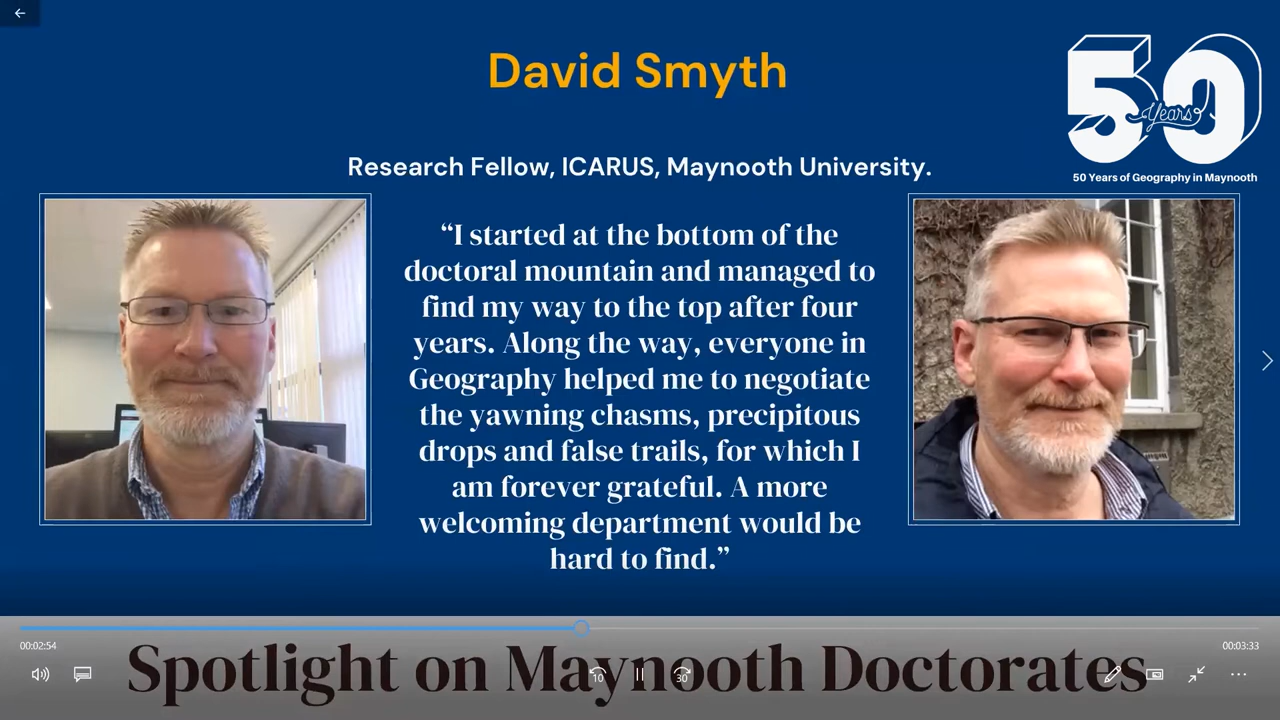 David Smyth
50
Years
50 Years of Geography in Maynooth
Research Fellow, ICARUS, Maynooth University.
“I started at the bottom of the
doctoral mountain and managed to
find my way to the top after four
years. Along the way, everyone in
Geography helped me to negotiate
the yawning chasms, precipitous
drops and false trails, for which I
am forever grateful. A more
welcoming department would be
hard to find.”
00:02:54
00:03:33
Spotlight on Maynooth Doctorates
10
30